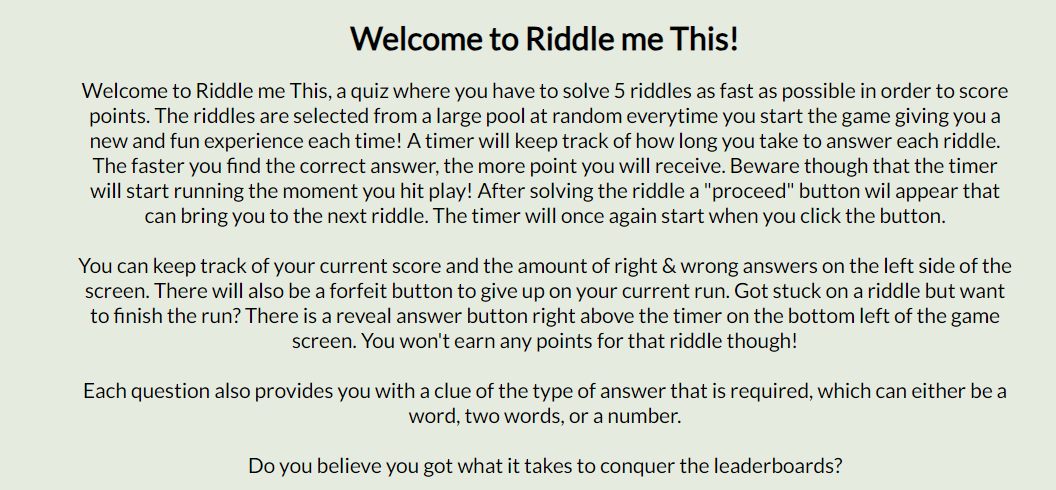 Welcome to Riddle me This!
Welcome to Riddle me This, a quiz where you have to solve 5 riddles as fast as possible in order to score
points. The riddles are selected from a large pool at random everytime you start the game giving you a
new and fun experience each time! A timer will keep track of how long you take to answer each riddle.
The faster you find the correct answer, the more point you will receive. Beware though that the timer
will start running the moment you hit play! After solving the riddle a "proceed" button wil appear that
can bring you to the next riddle. The timer will once again start when you click the button.
You can keep track of your current score and the amount of right & wrong answers on the left side of the
screen. There will also be a forfeit button to give up on your current run. Got stuck on a riddle but want
to finish the run? There is a reveal answer button right above the timer on the bottom left of the game
screen. You won't earn any points for that riddle though!
Each question also provides you with a clue of the type of answer that is required, which can either be a
word, two words, or a number.
Do you believe you got what it takes to conquer the leaderboards?